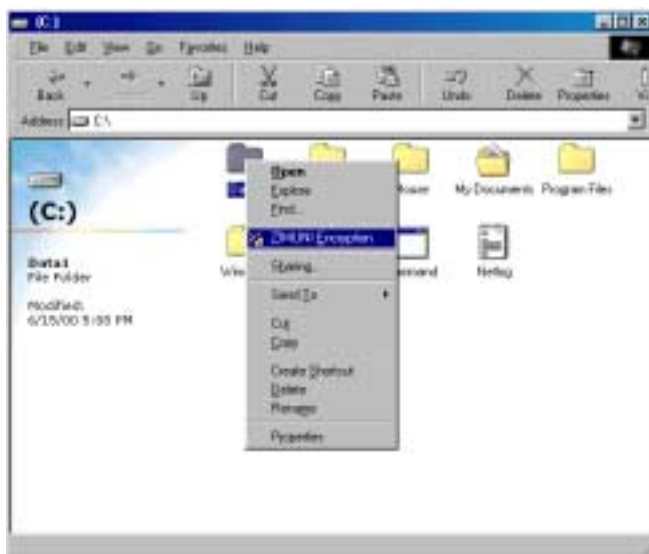 (C:)
File Edit View Go Favorites Help
Back Up Cut Copy Paste Undo Delete Properties
Address C:\
(C:)
Data1
File Folder
Modified:
6/15/00 5:
PM
My Documents
Program Files
Netlog
Open
Explore
Find...
Exception
Sharing...
Send To
Cut
Copy
Create Shortcut
Delete
Rename
Properties